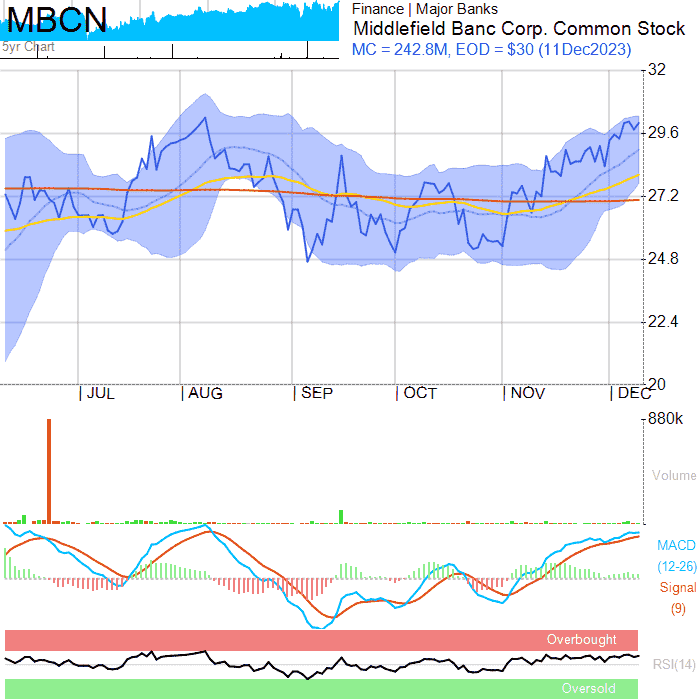 MBCN
Finance | Major Banks
Middlefield Banc Corp. Common Stock
MC = 242.8M, EOD = $30 (11Dec2023)
5yr Chart
32
29.6
27.2
24.8
22.4
20
| JUL | AUG | SEP | OCT | NOV | DEC
880k
Volume
MACD
(12-26)
Signal
(9)
Overbought
RSI(14)
Oversold